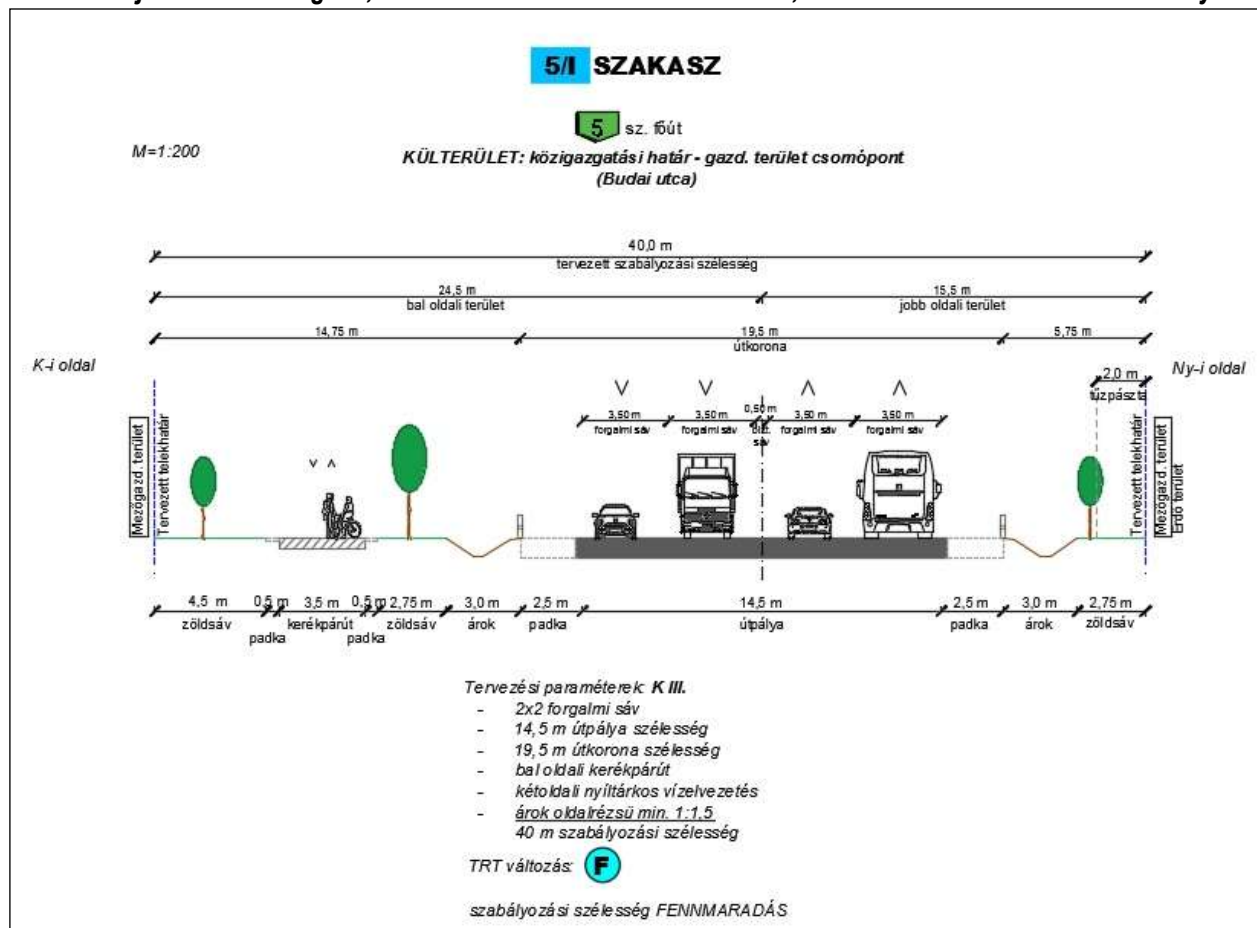 5/I SZAKASZ
5 sz. főút
M=1:200
KÜLTERÜLET: közigazgatási határ - gazd. terület csomópont
(Budai utca)
40,0 m
tervezett szabályozási szélesség
24,5 m
15,5 m
bal oldali terület
jobb oldali terület
14,75 m
19,5 m
5,75 m
útkorona
K-i oldal
Ny-i oldal
2,0 m
tűzpászta
3,50 m
3,50 m
0,50 m
3,50 m
3,50 m
forgalmi sáv
forgalmi sáv
sáv
forgalmi sáv
forgalmi sáv
Mezőgazd. terület
Tervezett telekhatár
Tervezett telekhatár
Mezőgazd. terület
Erdő terület
4,5 m
0,5 m
3,5 m
0,5 m
2,75 m
3,0 m
2,5 m
14,5 m
2,5 m
3,0 m
2,75 m
zöldsáv
padka
kerékpárút
padka
zöldsáv
árok
padka
útpálya
padka
árok
zöldsáv
Tervezési paraméterek: K III.
- 2x2 forgalmi sáv
- 14,5 m útpálya szélesség
- 19,5 m útkorona szélesség
- bal oldali kerékpárút
- kétoldali nyíltárkos vízelvezetés
- árok oldalrézsü min. 1:1,5
40 m szabályozási szélesség
TRT változás: F
szabályozási szélesség FENNMARADÁS